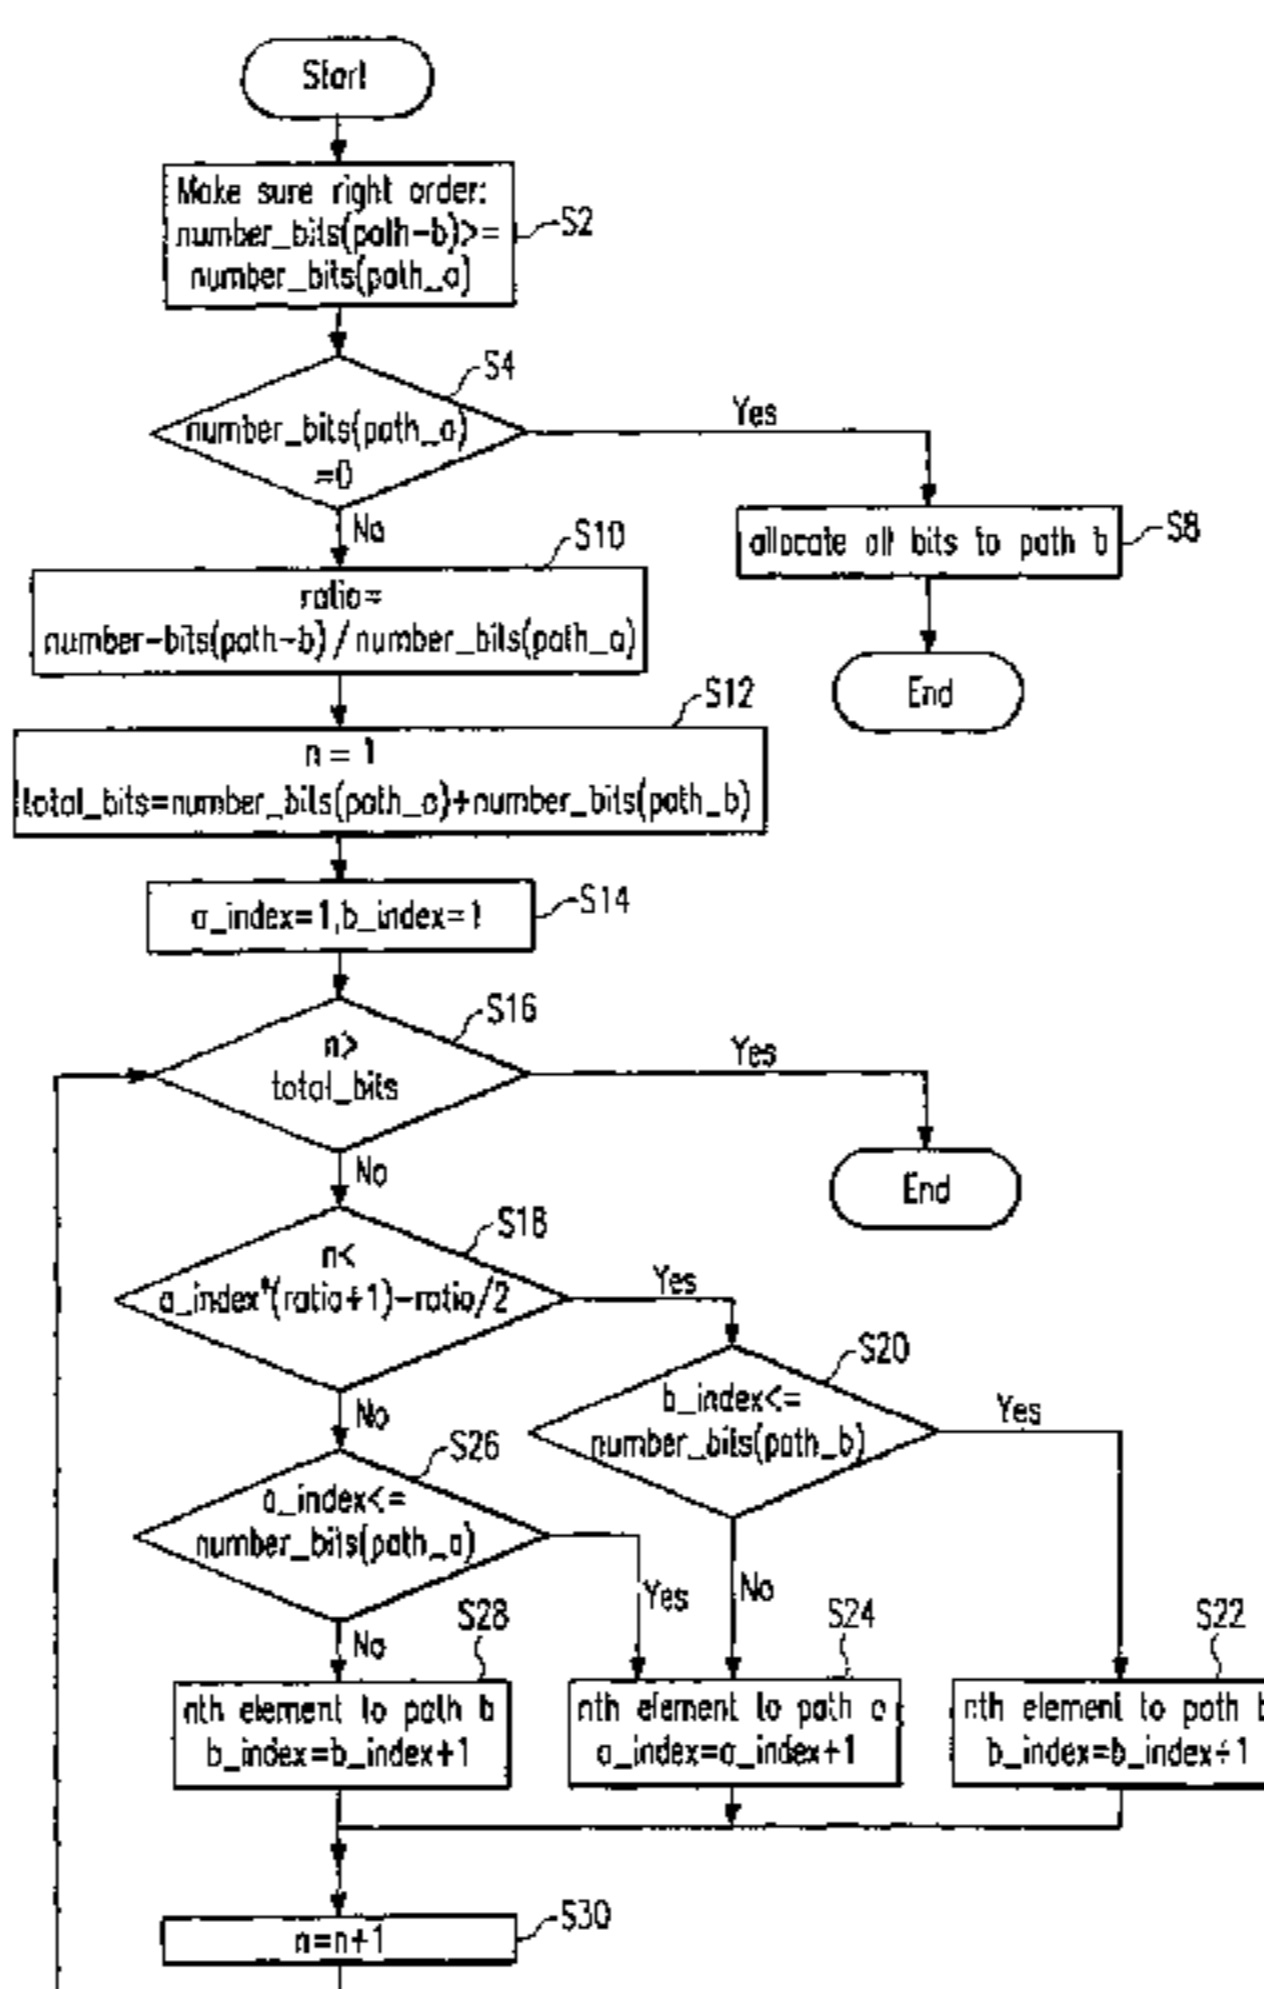 Start
Make sure right order:
number_bits(path-b)>=
number_bits(path_a)
S2
S4
number_bits(path_a)
=0
Yes
No
S10
allocate all bits to path b
S8
ratio=
number-bits(path-b)/number_bits(path_a)
End
S12
n = 1
total_bits=number_bits(path_a)+number_bits(path_b)
a_index=1,b_index=1
S14
S16
n>
total_bits
Yes
No
End
S18
n<
a_index*(ratio+1)-ratio/2
Yes
S20
b_index<=
number_bits(path_b)
Yes
No
S26
a_index<=
number_bits(path_a)
Yes
No
No
S28
S24
S22
nth element to path b
b_index=b_index+1
nth element to path a
a_index=a_index+1
nth element to path b
b_index=b_index+1
S30
n=n+1